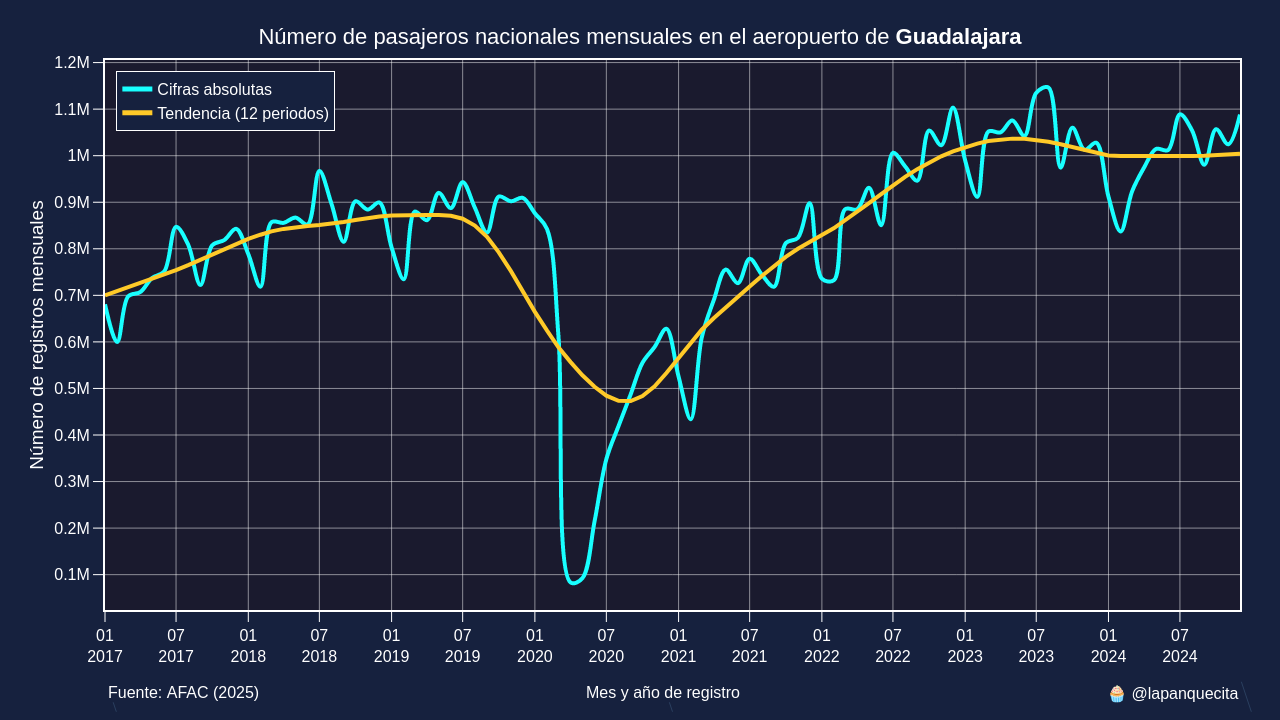 Número de pasajeros nacionales mensuales en el aeropuerto de Guadalajara
Cifras absolutas
Tendencia (12 periodos)
Número de registros mensuales
1.2M
1.1M
1M
0.9M
0.8M
0.7M
0.6M
0.5M
0.4M
0.3M
0.2M
0.1M
01 07 01 07 01 07 01 07 01 07 01 07 01 07 01 07
2017 2017 2018 2018 2019 2019 2020 2020 2021 2021 2022 2022 2023 2023 2024 2024
Fuente: AFAC (2025) Mes y año de registro 🧁 @lapanquecita